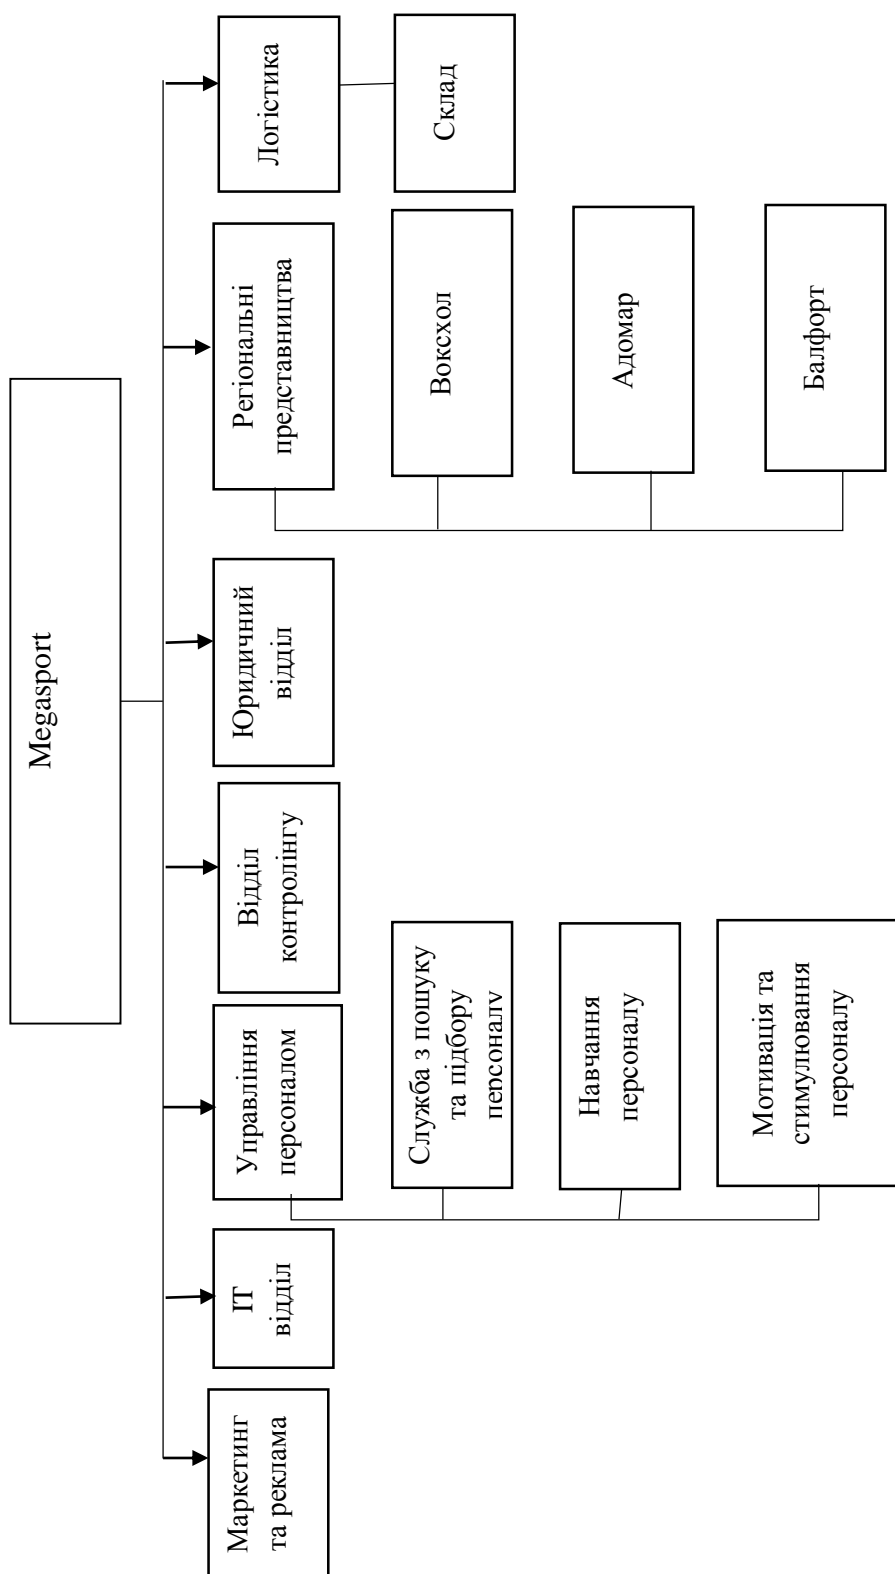 Megasport
Маркетинг
та реклама
ІТ
відділ
Управління
персоналом
Відділ
контролінгу
Юридичний
відділ
Регіональні
представництва
Логістика
Служба з пошуку
та підбору
персоналу
Воксхол
Склад
Навчання
персоналу
Адомар
Мотивація та
стимулювання
персоналу
Балфорт